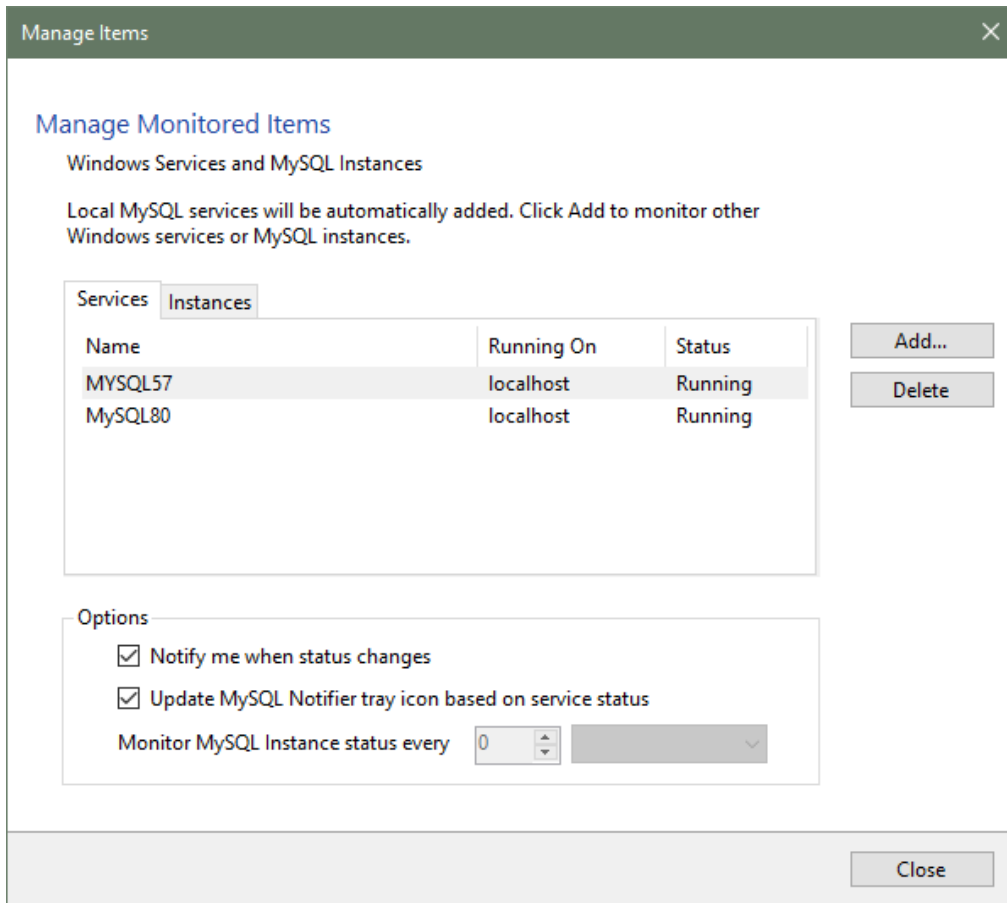 Manage Items
Manage Monitored Items
Windows Services and MySQL Instances
Local MySQL services will be automatically added. Click Add to monitor other
Windows services or MySQL instances.
Services Instances
Name Running On Status
MYSQL57 localhost Running
MySQL80 localhost Running
Add...
Delete
Options
Notify me when status changes
Update MySQL Notifier tray icon based on service status
Monitor MySQL Instance status every 0
Close